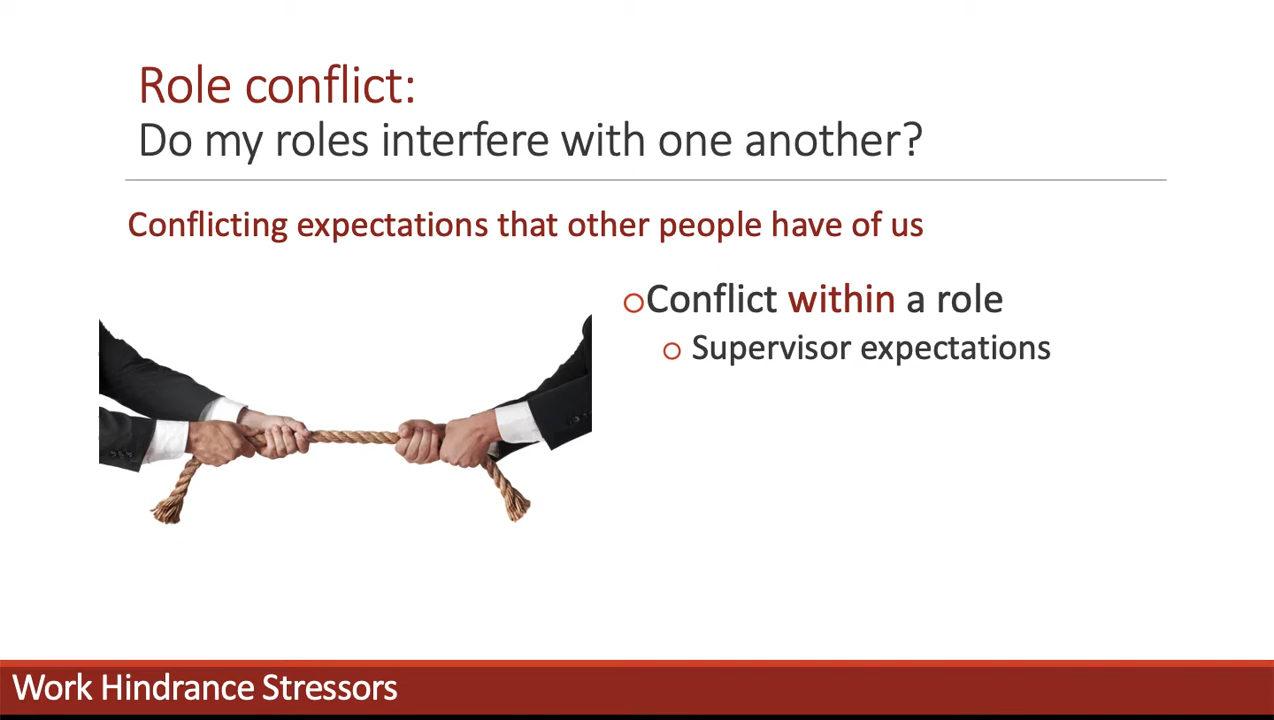 Role conflict:
Do my roles interfere with one another?
Conflicting expectations that other people have of us
Conflict within a role
Supervisor expectations
Work Hindrance Stressors